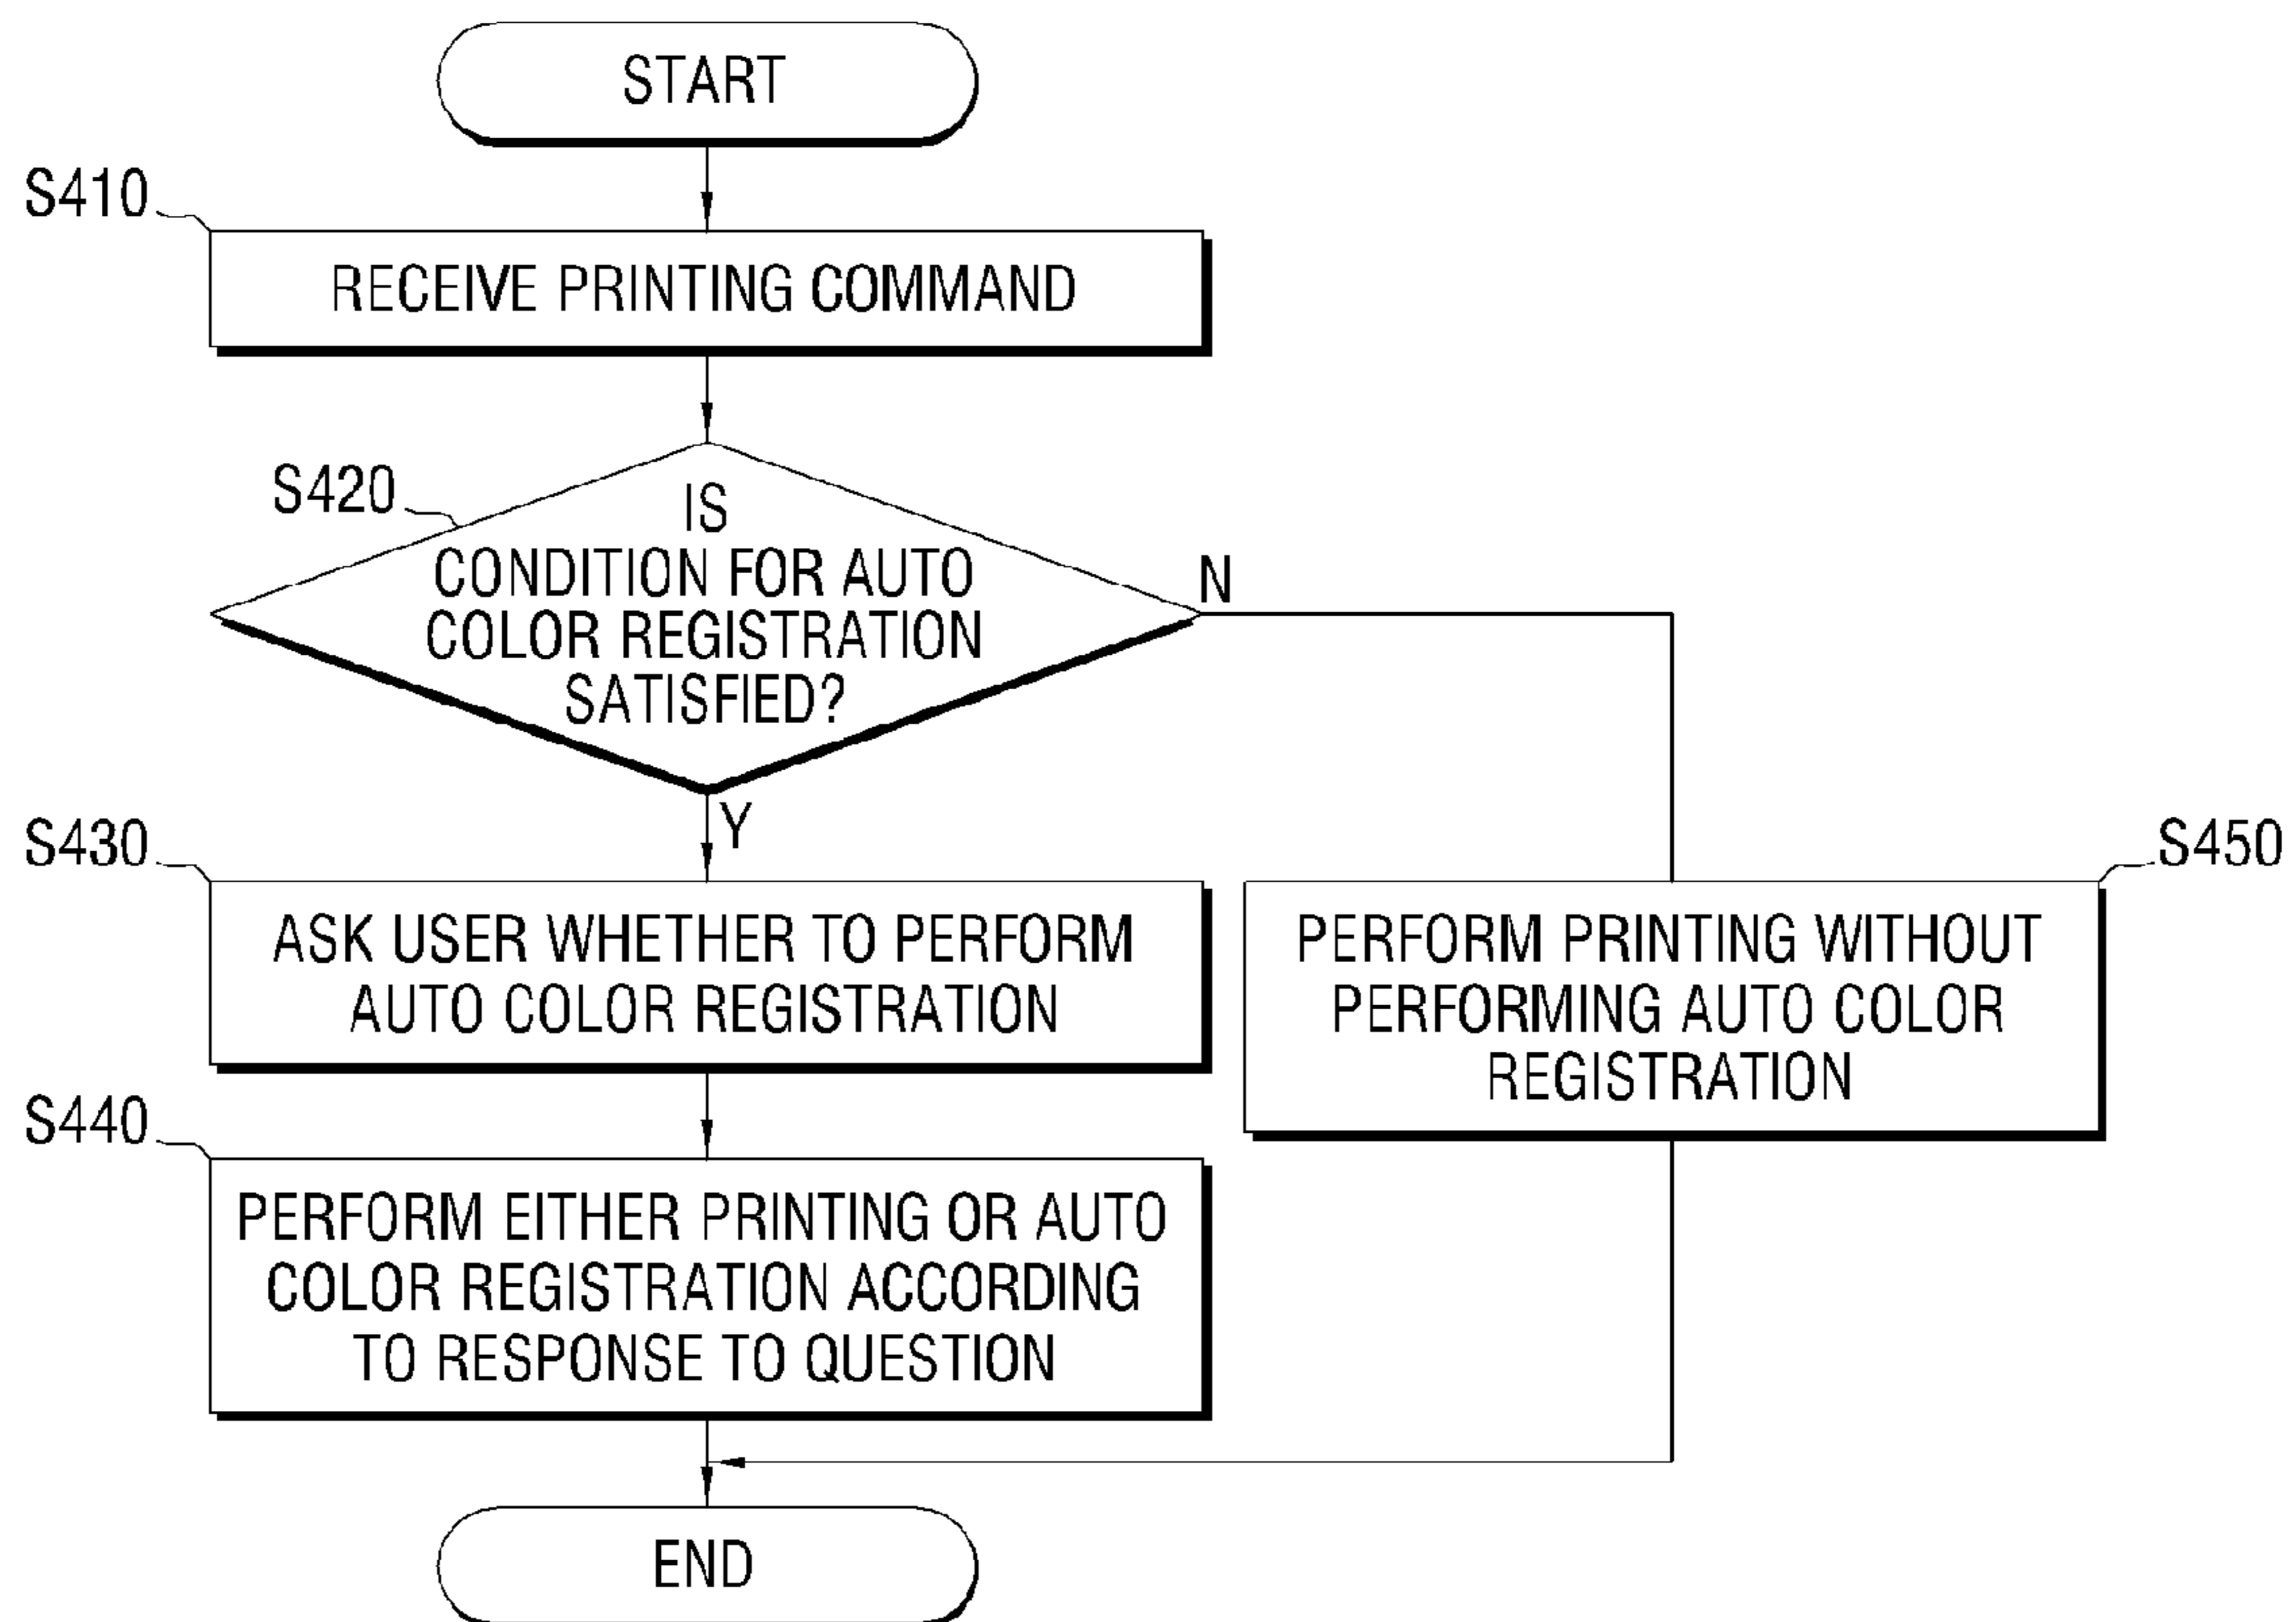 START
S410
RECEIVE PRINTING COMMAND
S420
IS
CONDITION FOR AUTO
COLOR REGISTRATION
SATISFIED?
N
Y
S430
ASK USER WHETHER TO PERFORM
AUTO COLOR REGISTRATION
S450
PERFORM PRINTING WITHOUT
PERFORMING AUTO COLOR
REGISTRATION
S440
PERFORM EITHER PRINTING OR AUTO
COLOR REGISTRATION ACCORDING
TO RESPONSE TO QUESTION
END